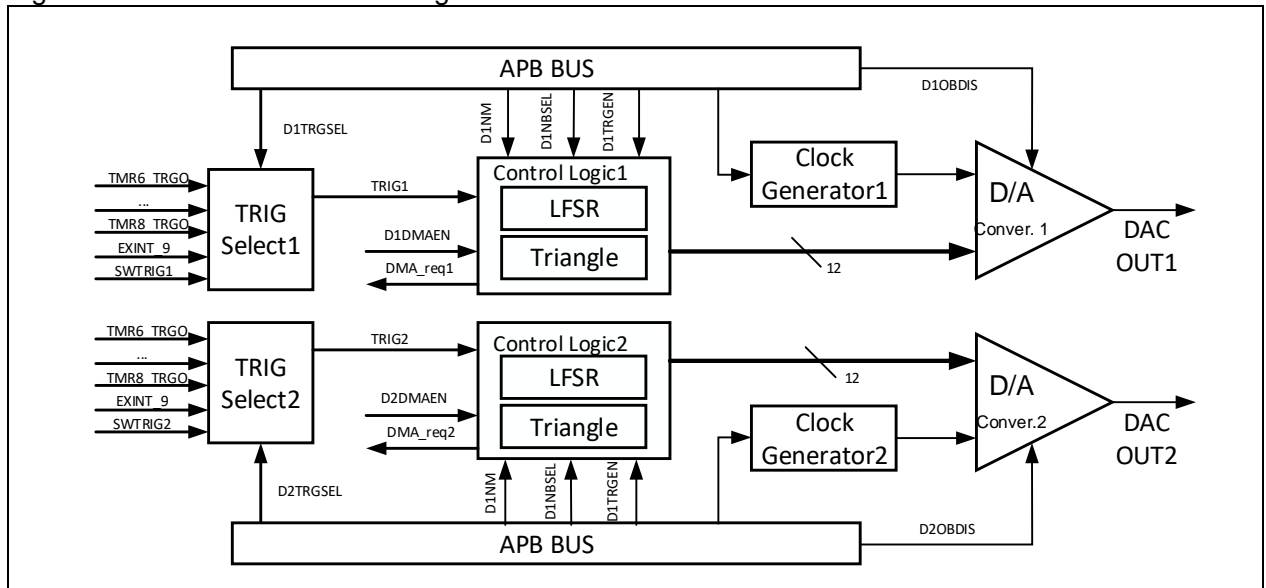 APB BUS
D1OBDIS
D1TRGSEL
D1NM
D1NBSEL
D1TRGEN
TMR6_TRGO
...
TMR8_TRGO
EXINT_9
SWTRIG1
TRIG
Select1
TRIG1
D1DMAEN
DMA_req1
Control Logic1
LFSR
Triangle
Clock
Generator1
12
D/A
Conver. 1
DAC
OUT1
TMR6_TRGO
...
TMR8_TRGO
EXINT_9
SWTRIG2
TRIG
Select2
TRIG2
D2DMAEN
DMA_req2
Control Logic2
LFSR
Triangle
12
Clock
Generator2
D/A
Conver.2
DAC
OUT2
D2TRGSEL
D1NM
D1NBSEL
D1TRGEN
D2OBDIS
APB BUS